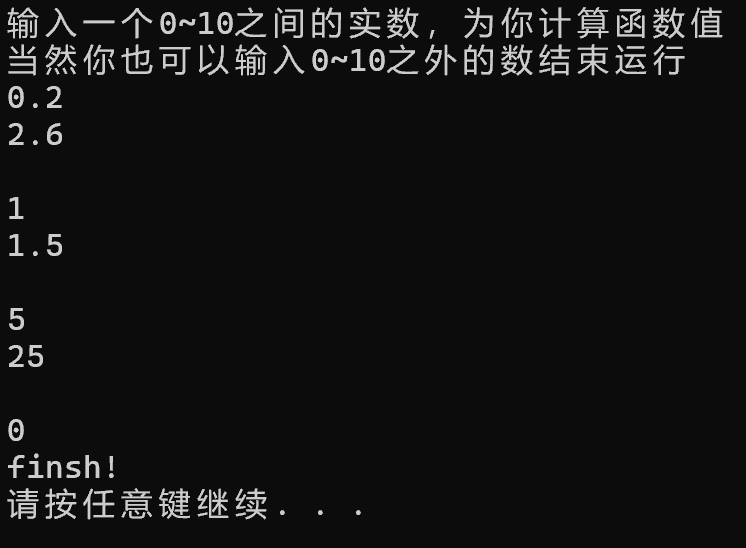 输入一个0~10之间的实数，为你计算函数值
当然你也可以输入0~10之外的数结束运行
0.2
2.6
1
1.5
5
25
0
finsh!
请按任意键继续. . .